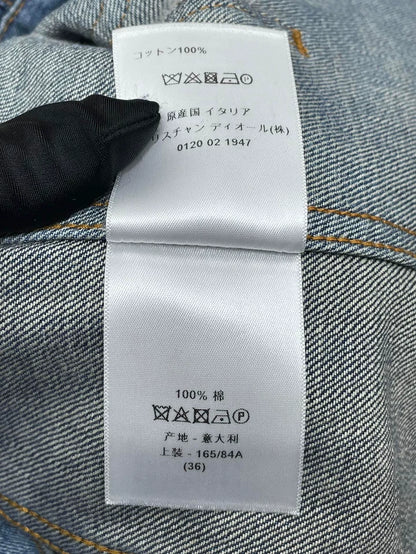 コットン100%
原産国 イタリア
リスチャン ディオール(株)
0120 02 1947
100% 棉
P
产地 - 意大利
上装 - 165/84A
(36)